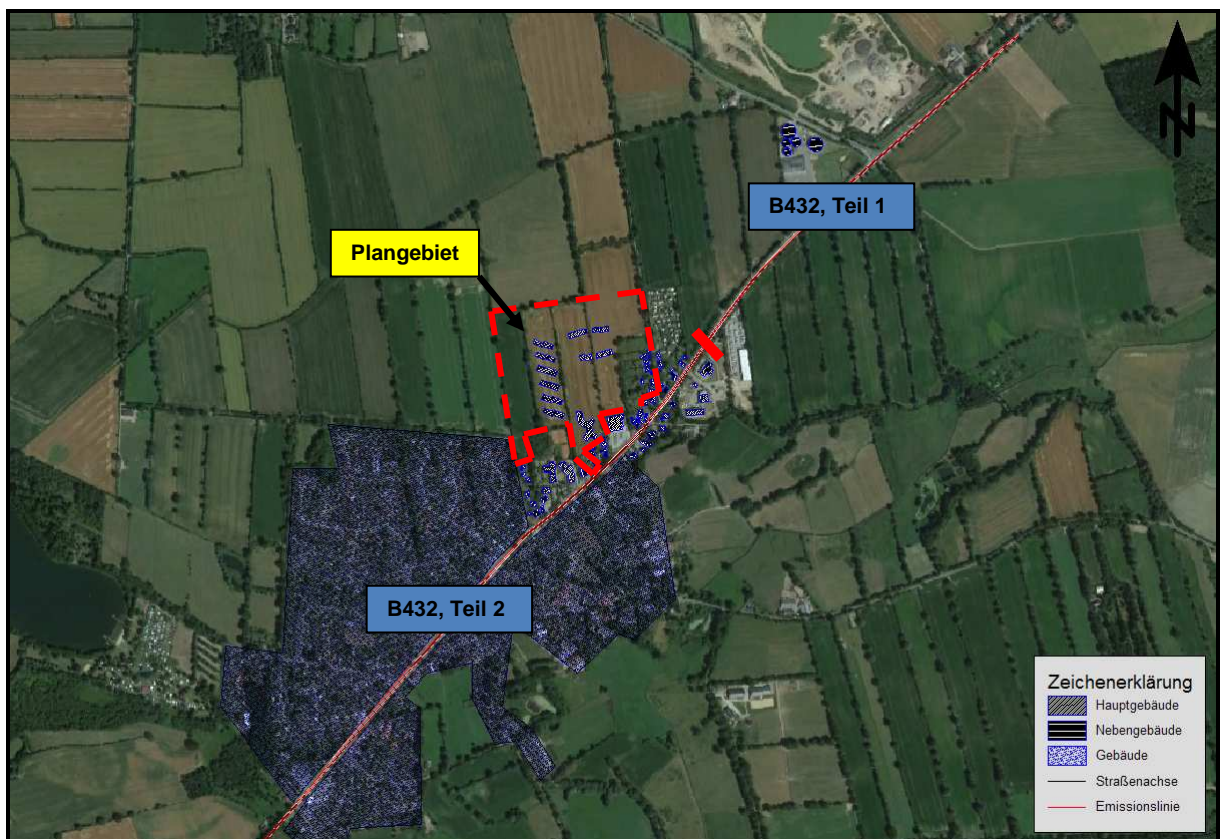 N
B432, Teil 1
Plangebiet
B432, Teil 2
Zeichenerklärung
Hauptgebäude
Nebengebäude
Gebäude
Straßenachse
Emissionslinie